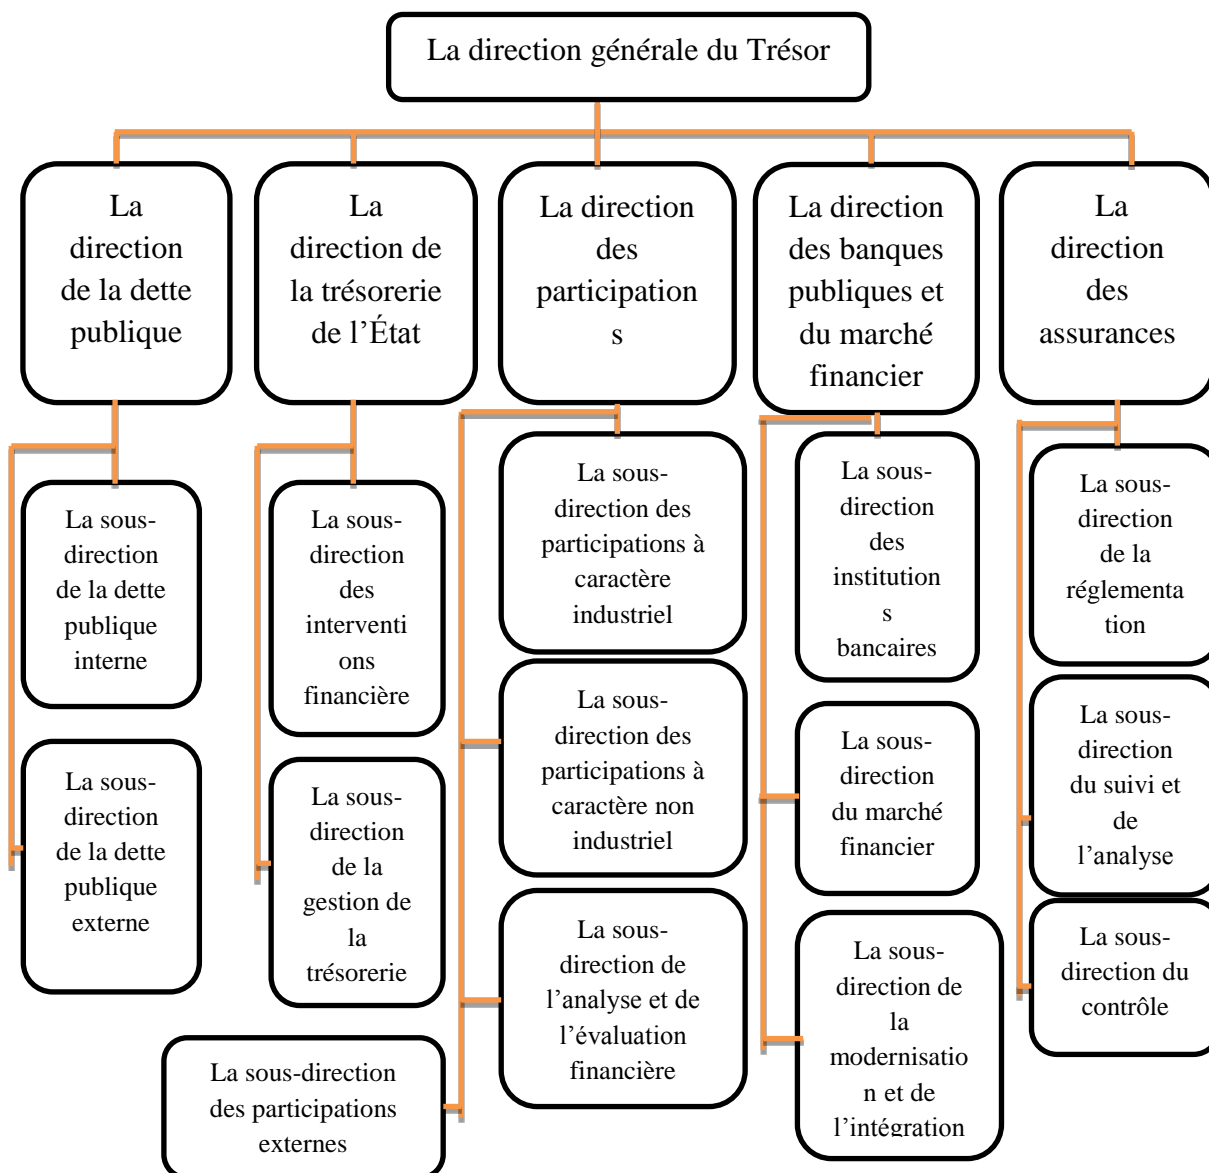 La direction générale du Trésor
La
direction
de la dette
publique
La
direction de
la trésorerie
de l’État
La direction
des
participation
s
La direction
des banques
publiques et
du marché
financier
La
direction
des
assurances
La sous-
direction
de la dette
publique
interne
La sous-
direction
de la dette
publique
externe
La sous-
direction
des
interventi
ons
financière
La sous-
direction
de la
gestion de
la
trésorerie
La sous-
direction des
participations à
caractère
industriel
La sous-
direction des
participations à
caractère non
industriel
La sous-
direction de
l’analyse et de
l’évaluation
financière
La sous-direction
des participations
externes
La sous-
direction
des
institution
s
bancaires
La sous-
direction
du marché
financier
La sous-
direction de
la
modernisatio
n et de
l’intégration
La sous-
direction
de la
réglementa
tion
La sous-
direction
du suivi et
de
l’analyse
La sous-
direction du
contrôle